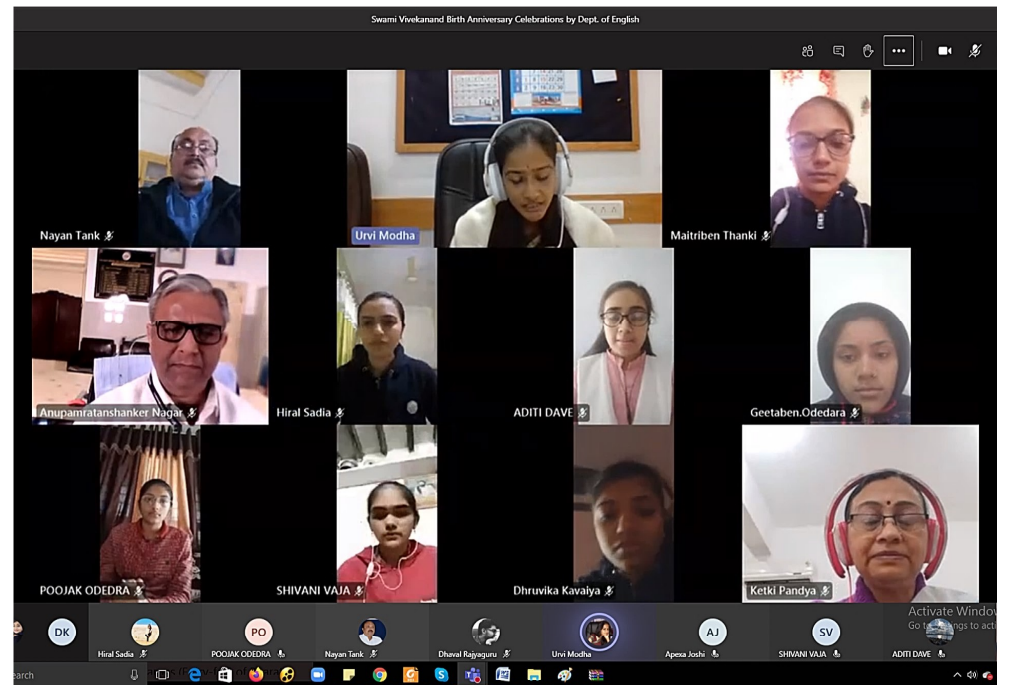 Swami Vivekanand Birth Anniversary Celebrations by Dept. of English
Nayan Tank
Urvi Modha
Maitriben Thanki
Anupamratanshanker Nagar
Hiral Sadia
ADITI DAVE
Geetaben.Odedara
POOJAK ODEDRA
SHIVANI VAJA
Dhruvika Kavaiya
Ketki Pandya
Activate Window
DK
PO
AJ
SV
Hiral Sadia
POOJAK ODEDRA
Nayan Tank
Dhaval Rajyaguru
Urvi Modha
Apexa Joshi
SHIVANI VAJA
ADITI DAVE
earch